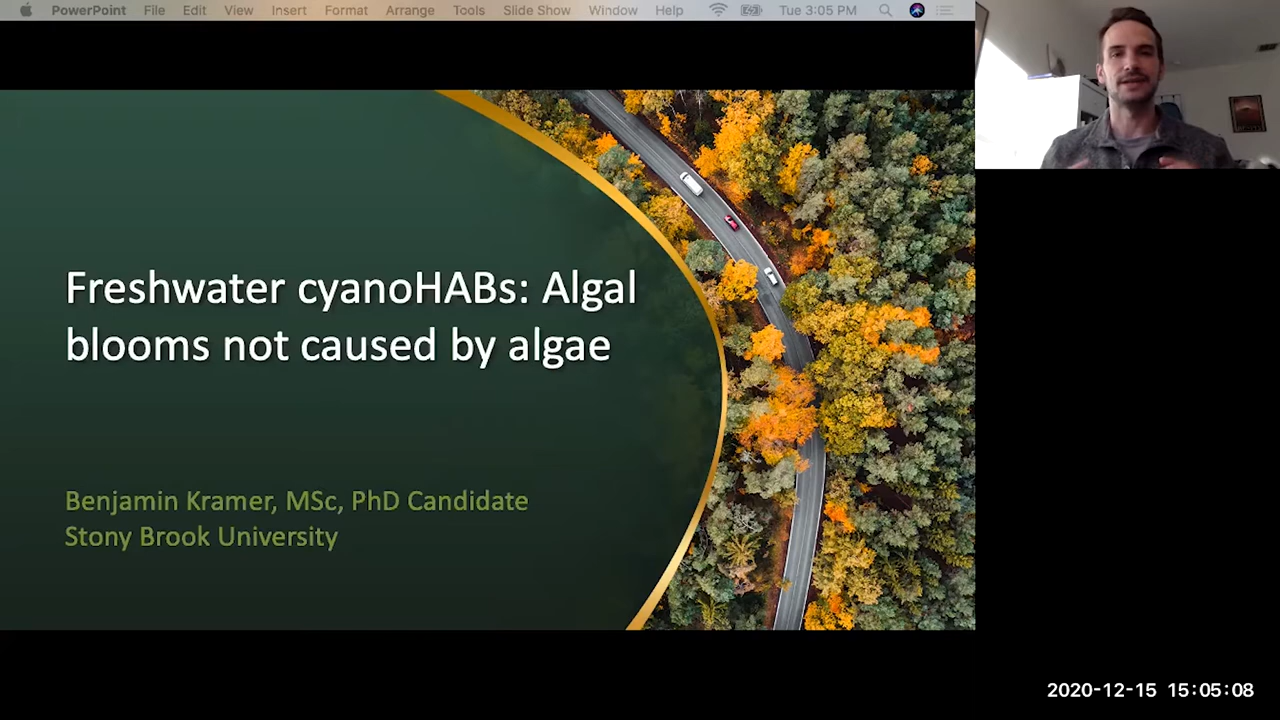 PowerPoint File Edit View Insert Format Arrange Tools Slide Show Window Help Tue 3:05 PM
Freshwater cyanoHABs: Algal
blooms not caused by algae
Benjamin Kramer, MSc, PhD Candidate
Stony Brook University
2020-12-15 15:05:08